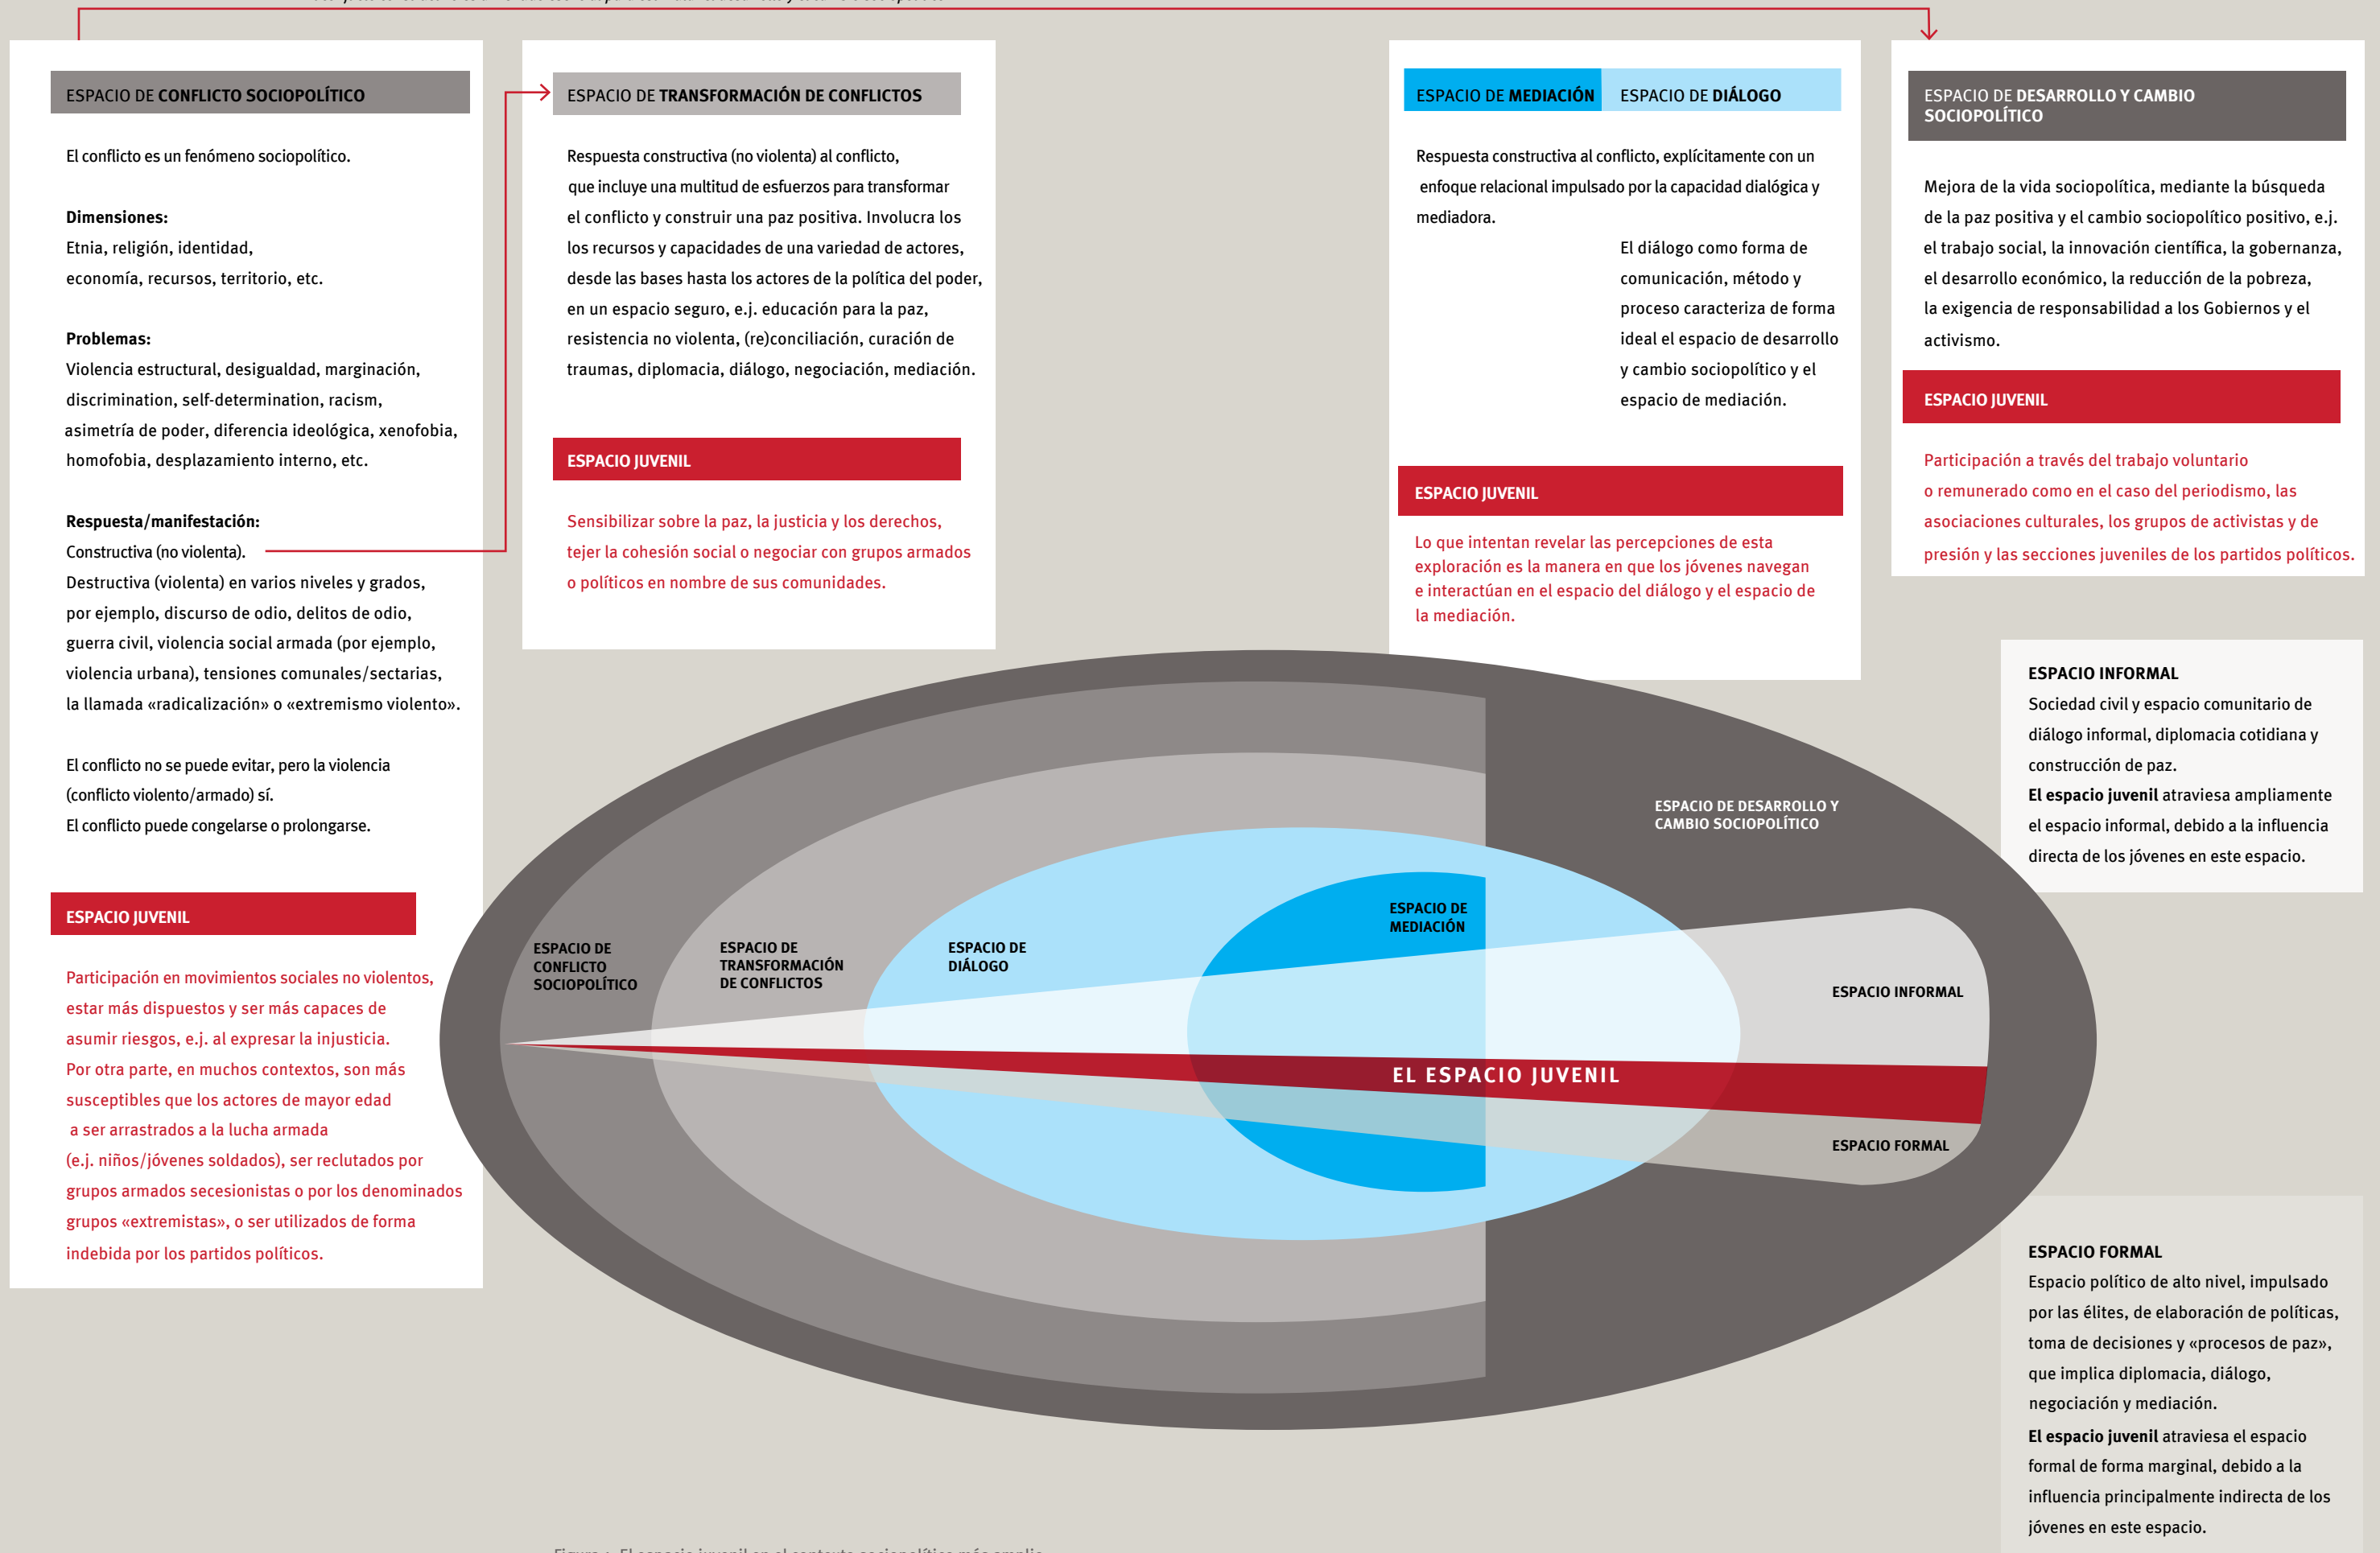 ESPACIO DE CONFLICTO SOCIOPOLÍTICO
El conflicto es un fenómeno sociopolítico.
Dimensiones:
Etnia, religión, identidad,
economía, recursos, territorio, etc.
Problemas:
Violencia estructural, desigualdad, marginación,
discrimination, self-determination, racism,
asimetría de poder, diferencia ideológica, xenofobia,
homofobia, desplazamiento interno, etc.
Respuesta/manifestación:
Constructiva (no violenta).
Destructiva (violenta) en varios niveles y grados,
por ejemplo, discurso de odio, delitos de odio,
guerra civil, violencia social armada (por ejemplo,
violencia urbana), tensiones comunales/sectarias,
la llamada «radicalización» o «extremismo violento».
El conflicto no se puede evitar, pero la violencia
(conflicto violento/armado) sí.
El conflicto puede congelarse o prolongarse.
ESPACIO JUVENIL
Participación en movimientos sociales no violentos,
estar más dispuestos y ser más capaces de
asumir riesgos, e.j. al expresar la injusticia.
Por otra parte, en muchos contextos, son más
susceptibles que los actores de mayor edad
a ser arrastrados a la lucha armada
(e.j. niños/jóvenes soldados), ser reclutados por
grupos armados secesionistas o por los denominados
grupos «extremistas», o ser utilizados de forma
indebida por los partidos políticos.
ESPACIO DE TRANSFORMACIÓN DE CONFLICTOS
Respuesta constructiva (no violenta) al conflicto,
que incluye una multitud de esfuerzos para transformar
el conflicto y construir una paz positiva. Involucra los
los recursos y capacidades de una variedad de actores,
desde las bases hasta los actores de la política del poder,
en un espacio seguro, e.j. educación para la paz,
resistencia no violenta, (re)conciliación, curación de
traumas, diplomacia, diálogo, negociación, mediación.
ESPACIO JUVENIL
Sensibilizar sobre la paz, la justicia y los derechos,
tejer la cohesión social o negociar con grupos armados
o políticos en nombre de sus comunidades.
ESPACIO DE MEDIACIÓN ESPACIO DE DIÁLOGO
Respuesta constructiva al conflicto, explícitamente con un
enfoque relacional impulsado por la capacidad dialógica y
mediadora.
El diálogo como forma de
comunicación, método y
proceso caracteriza de forma
ideal el espacio de desarrollo
y cambio sociopolítico y el
espacio de mediación.
ESPACIO JUVENIL
Lo que intentan revelar las percepciones de esta
exploración es la manera en que los jóvenes navegan
e interactúan en el espacio del diálogo y el espacio de
la mediación.
ESPACIO DE DESARROLLO Y CAMBIO
SOCIOPOLÍTICO
Mejora de la vida sociopolítica, mediante la búsqueda
de la paz positiva y el cambio sociopolítico positivo, e.j.
el trabajo social, la innovación científica, la gobernanza,
el desarrollo económico, la reducción de la pobreza,
la exigencia de responsabilidad a los Gobiernos y el
activismo.
ESPACIO JUVENIL
Participación a través del trabajo voluntario
o remunerado como en el caso del periodismo, las
asociaciones culturales, los grupos de activistas y de
presión y las secciones juveniles de los partidos políticos.
ESPACIO INFORMAL
Sociedad civil y espacio comunitario de
diálogo informal, diplomacia cotidiana y
construcción de paz.
El espacio juvenil atraviesa ampliamente
el espacio informal, debido a la influencia
directa de los jóvenes en este espacio.
ESPACIO DE
CONFLICTO
SOCIOPOLÍTICO
ESPACIO DE
TRANSFORMACIÓN
DE CONFLICTOS
ESPACIO DE
DIÁLOGO
ESPACIO DE
MEDIACIÓN
ESPACIO DE DESARROLLO Y
CAMBIO SOCIOPOLÍTICO
ESPACIO INFORMAL
EL ESPACIO JUVENIL
ESPACIO FORMAL
ESPACIO FORMAL
Espacio político de alto nivel, impulsado
por las élites, de elaboración de políticas,
toma de decisiones y «procesos de paz»,
que implica diplomacia, diálogo,
negociación y mediación.
El espacio juvenil atraviesa el espacio
formal de forma marginal, debido a la
influencia principalmente indirecta de los
jóvenes en este espacio.
El espacio juvenil en el contexto sociopolítico más amplio